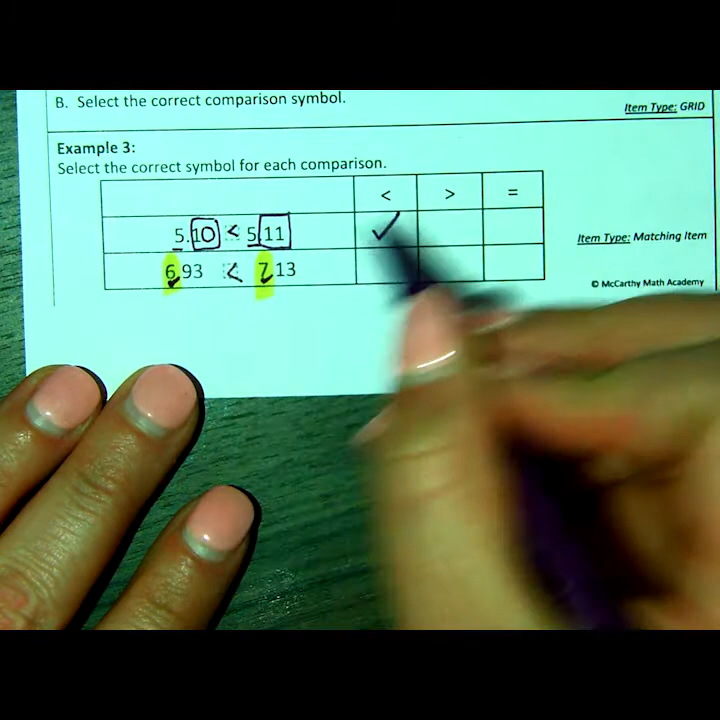 B. Select the correct comparison symbol.
Item Type: GRID
Example 3:
Select the correct symbol for each comparison.
< > =
5.10 < 5.11 ✓
Item Type: Matching Item
6.93 < 7.13
© McCarthy Math Academy